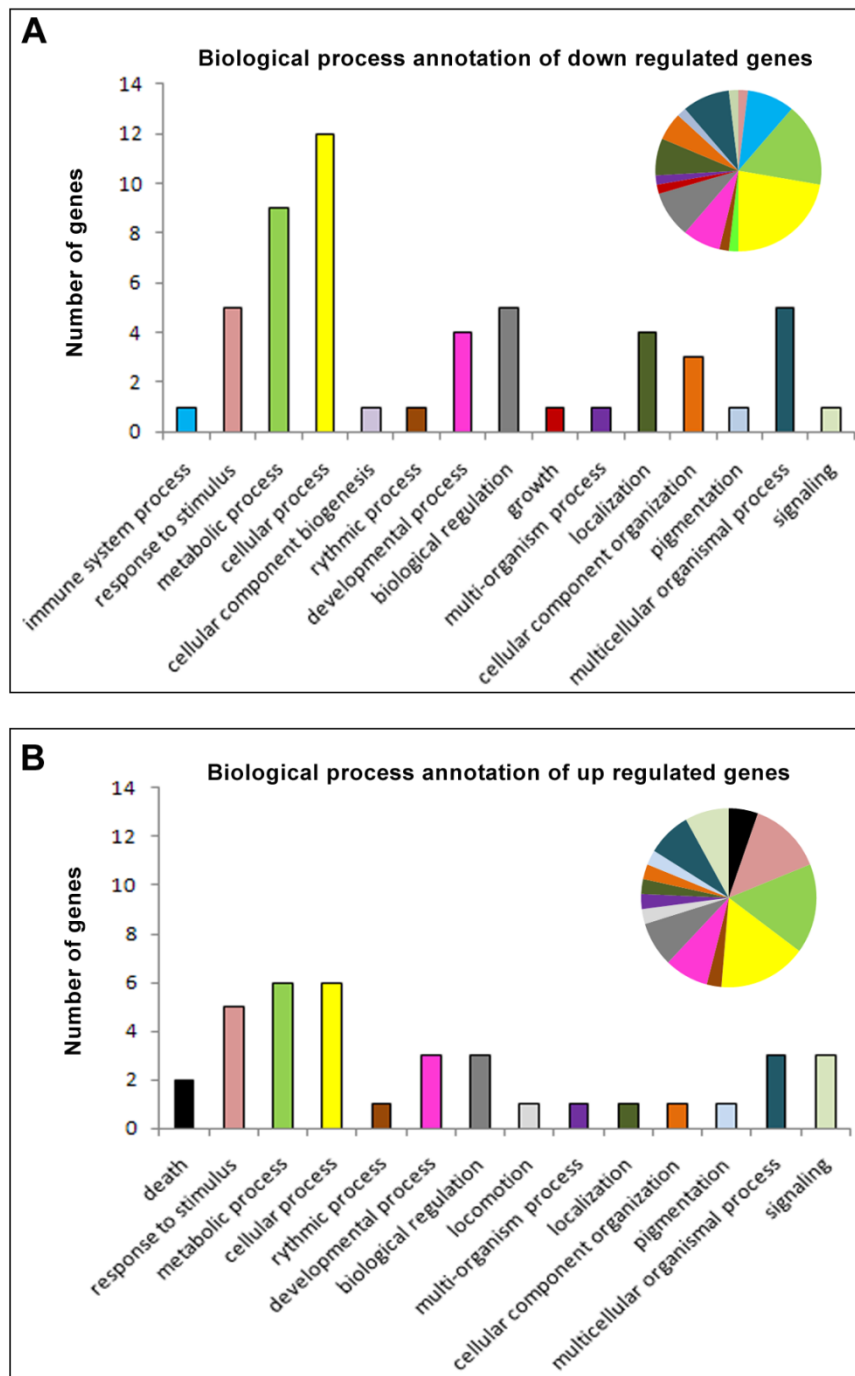 A
Biological process annotation of down regulated genes
14
12
10
8
6
4
2
0
Number of genes
immune system process
response to stimulus
metabolic process
cellular process
cellular component biogenesis
rythmic process
developmental process
biological regulation
growth
multi-organism process
localization
cellular component organization
pigmentation
multicellular organismal process
signaling
B
Biological process annotation of up regulated genes
14
12
10
8
6
4
2
0
Number of genes
death
response to stimulus
metabolic process
cellular process
rythmic process
developmental process
biological regulation
locomotion
multi-organism process
localization
cellular component organization
pigmentation
multicellular organismal process
signaling